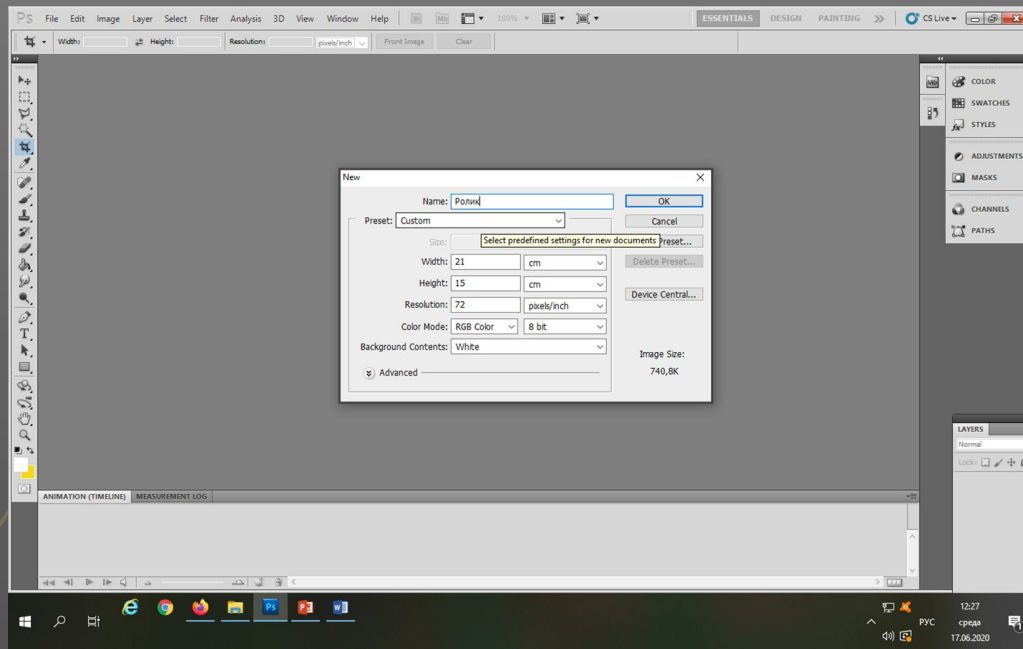 Ps File Edit Image Layer Select Filter Analysis 3D View Window Help Br Mb 100% ESSENTIALS DESIGN PAINTING >> CS Live
Width: Height: Resolution: pixels/inch Front Image Clear
Mb COLOR
SWATCHES
STYLES
ADJUSTMENTS
MASKS
CHANNELS
PATHS
New
Name: Ролик OK
Preset: Custom Cancel
Size: Select predefined settings for new documents Preset...
Width: 21 cm Delete Preset...
Height: 15 cm
Device Central...
Resolution: 72 pixels/inch
Color Mode: RGB Color 8 bit
Background Contents: White
Image Size:
Advanced 740,8K
LAYERS
Normal
Lock:
ANIMATION (TIMELINE) MEASUREMENT LOG
Ps
12:27
РУС среда
17.06.2020